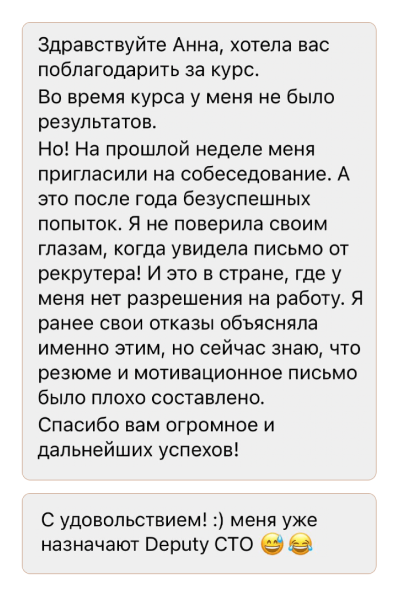 Здравствуйте Анна, хотела вас
поблагодарить за курс.
Во время курса у меня не было
результатов.
Но! На прошлой неделе меня
пригласили на собеседование. А
это после года безуспешных
попыток. Я не поверила своим
глазам, когда увидела письмо от
рекрутера! И это в стране, где у
меня нет разрешения на работу. Я
ранее свои отказы объясняла
именно этим, но сейчас знаю, что
резюме и мотивационное письмо
было плохо составлено.
Спасибо вам огромное и
дальнейших успехов!
С удовольствием! :) меня уже
назначают Deputy CTO 😅😂